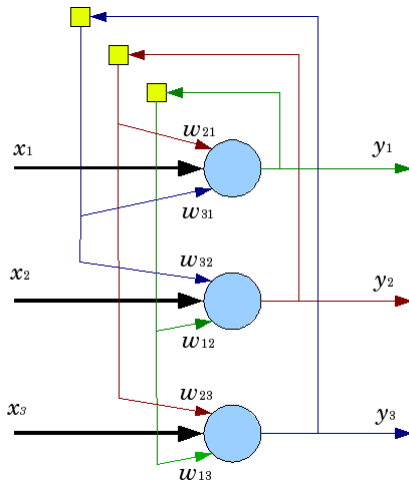 w₂₁
x₁ y₁
w₃₁
w₃₂
x₂ y₂
w₁₂
w₂₃
x₃ y₃
w₁₃